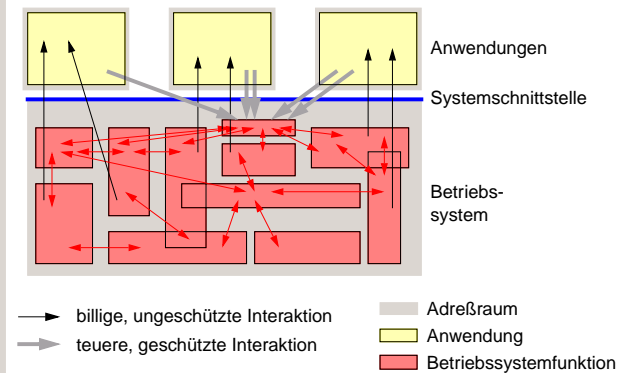 Anwendungen
Systemschnittstelle
Betriebs-
system
billige, ungeschützte Interaktion
teuere, geschützte Interaktion
Adreßraum
Anwendung
Betriebssystemfunktion